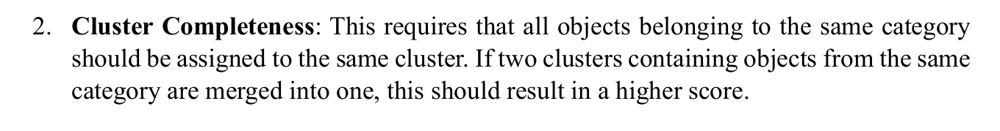 2. Cluster Completeness: This requires that all objects belonging to the same category
should be assigned to the same cluster. If two clusters containing objects from the same
category are merged into one, this should result in a higher score.